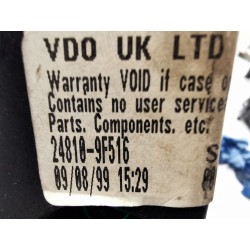 VDO UK LTD
Warranty VOID if case o
Contains no user service
Parts. Components. etc.
24810-9F516
09/08/99 15:29